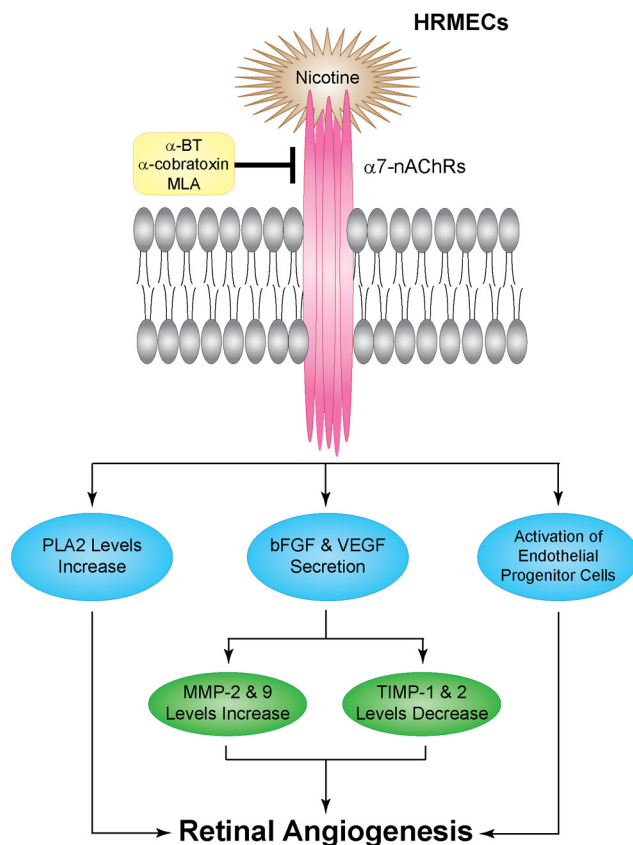 HRMECs
Nicotine
α-BT
α-cobratoxin
MLA
α7-nAChRs
PLA2 Levels
Increase
bFGF & VEGF
Secretion
Activation of
Endothelial
Progenitor Cells
MMP-2 & 9
Levels Increase
TIMP-1 & 2
Levels Decrease
Retinal Angiogenesis